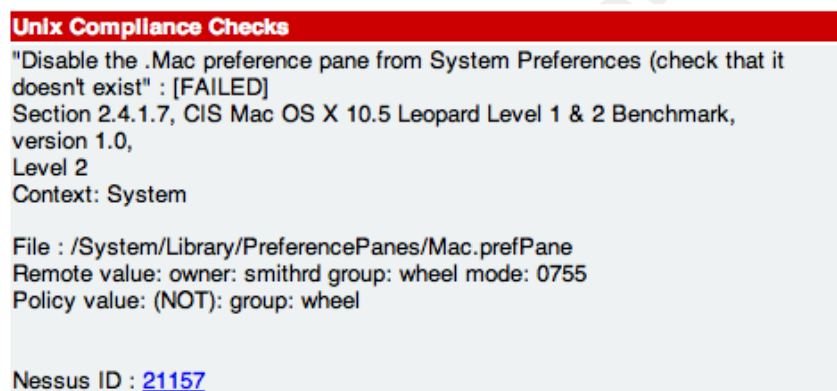 Unix Compliance Checks
"Disable the .Mac preference pane from System Preferences (check that it
doesn't exist" : [FAILED]
Section 2.4.1.7, CIS Mac OS X 10.5 Leopard Level 1 & 2 Benchmark,
version 1.0,
Level 2
Context: System
File : /System/Library/PreferencePanes/Mac.prefPane
Remote value: owner: smithrd group: wheel mode: 0755
Policy value: (NOT): group: wheel
Nessus ID : 21157